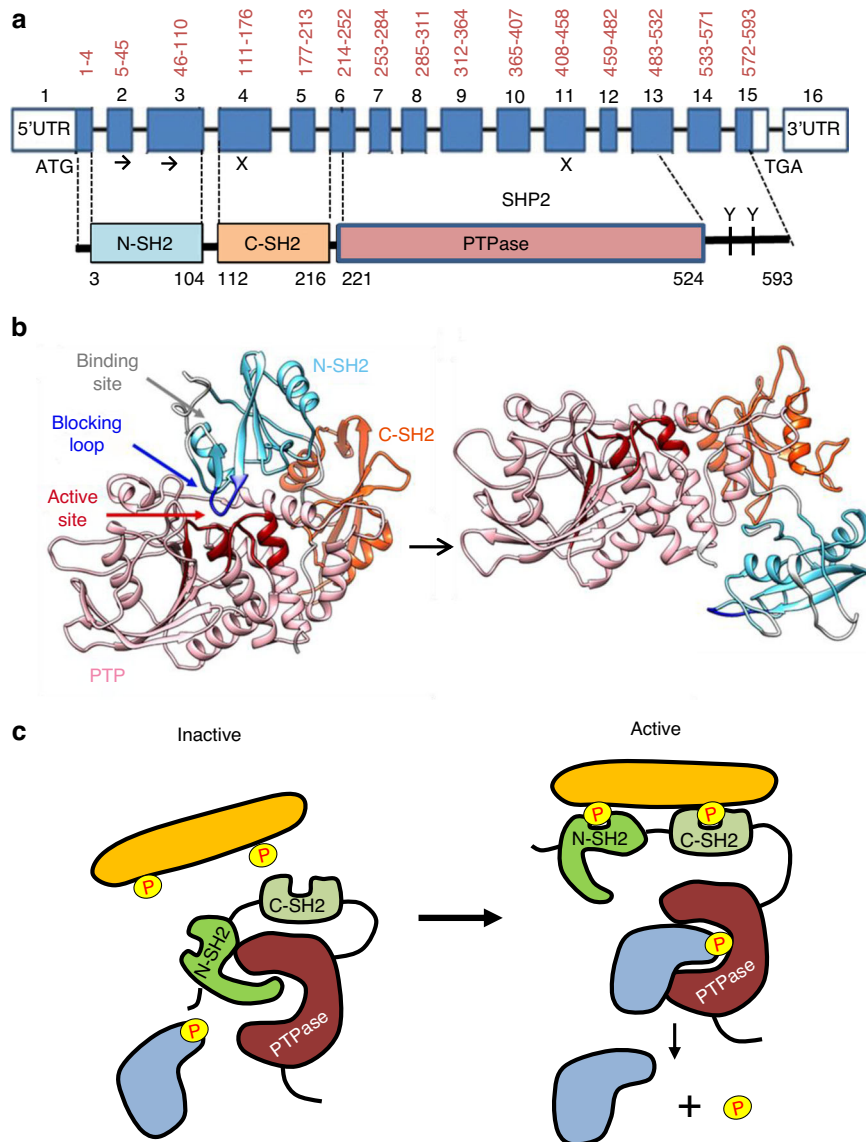 a
1-4 5-45 46-110 111-176 177-213 214-252 253-284 285-311 312-364 365-407 408-458 459-482 483-532 533-571 572-593
1 2 3 4 5 6 7 8 9 10 11 12 13 14 15 16
5'UTR 3'UTR
ATG → → X X TGA
SHP2
Y Y
N-SH2 C-SH2 PTPase
3 104 112 216 221 524 593
b
Binding site
N-SH2
Blocking loop
C-SH2
Active site
PTP
c
Inactive
Active
P P
N-SH2 C-SH2
P P
C-SH2
N-SH2
P
P
PTPase
PTPase
P
+ P